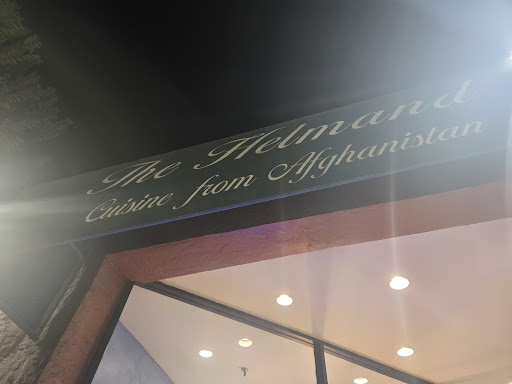 The Helmand
Cuisine from Afghanistan